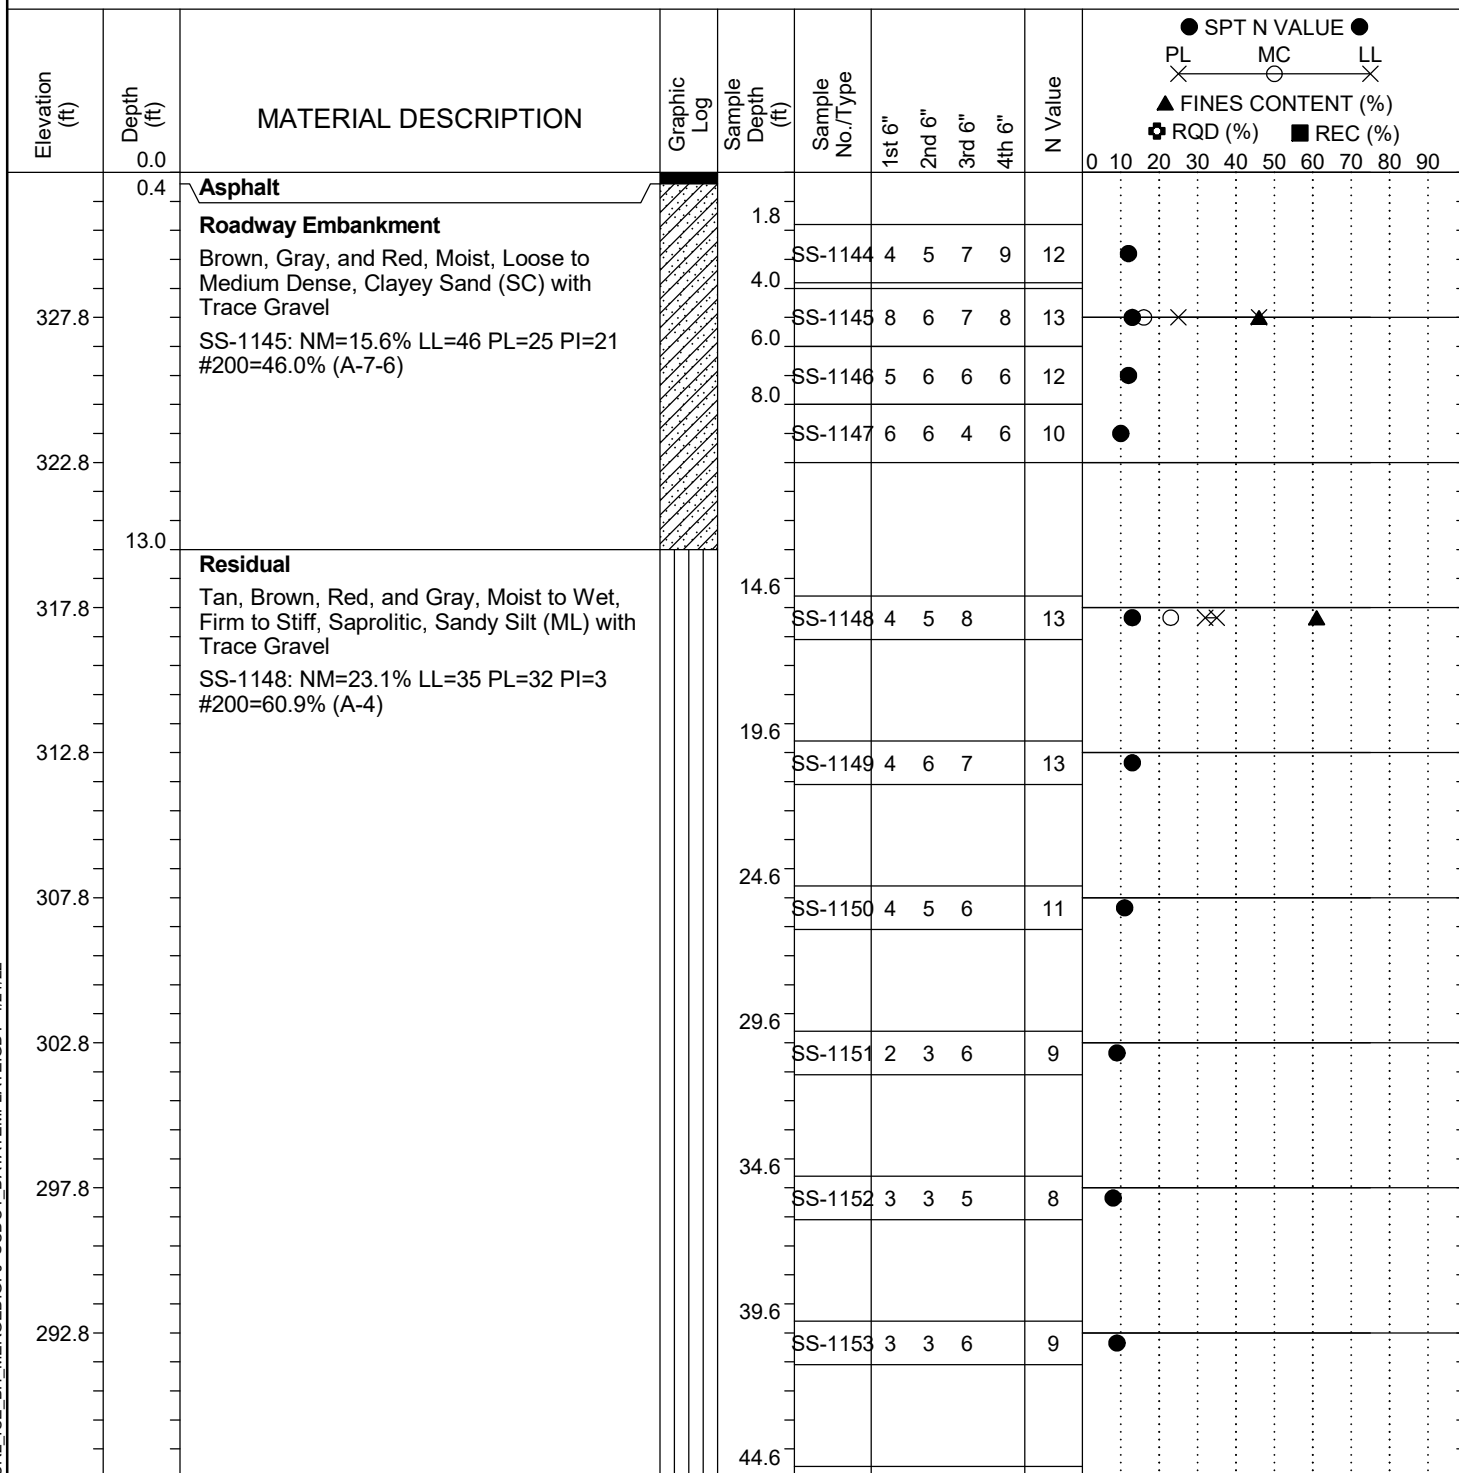 ● SPT N VALUE ●
PL MC LL
▲ FINES CONTENT (%)
RQD (%) ■ REC (%)
0 10 20 30 40 50 60 70 80 90
Elevation (ft)
Depth (ft)
MATERIAL DESCRIPTION
Graphic Log
Sample Depth (ft)
Sample No./Type
1st 6"
2nd 6"
3rd 6"
4th 6"
N Value
0.0
0.4 Asphalt
Roadway Embankment
Brown, Gray, and Red, Moist, Loose to
Medium Dense, Clayey Sand (SC) with
Trace Gravel
SS-1145: NM=15.6% LL=46 PL=25 PI=21
#200=46.0% (A-7-6)
1.8
SS-1144 4 5 7 9 12
4.0
327.8
SS-1145 8 6 7 8 13
6.0
SS-1146 5 6 6 6 12
8.0
SS-1147 6 6 4 6 10
322.8
13.0
Residual
Tan, Brown, Red, and Gray, Moist to Wet,
Firm to Stiff, Saprolitic, Sandy Silt (ML) with
Trace Gravel
SS-1148: NM=23.1% LL=35 PL=32 PI=3
#200=60.9% (A-4)
14.6
317.8
SS-1148 4 5 8 13
19.6
312.8
SS-1149 4 6 7 13
24.6
307.8
SS-1150 4 5 6 11
29.6
302.8
SS-1151 2 3 6 9
34.6
297.8
SS-1152 3 3 5 8
39.6
292.8
SS-1153 3 3 6 9
44.6